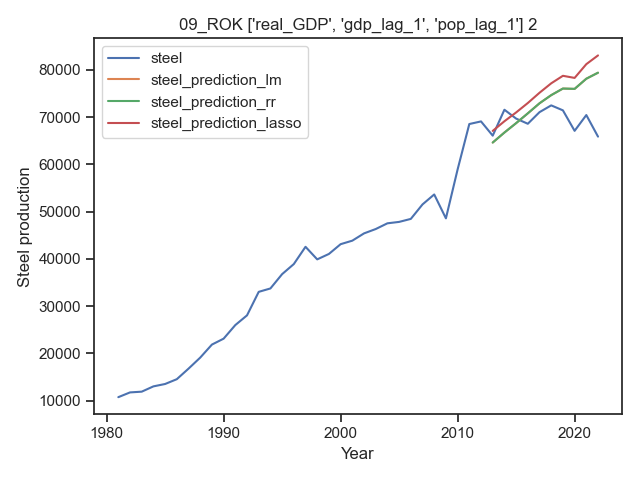 09_ROK ['real_GDP', 'gdp_lag_1', 'pop_lag_1'] 2
steel
steel_prediction_lm
steel_prediction_rr
steel_prediction_lasso
80000
70000
60000
50000
40000
30000
20000
10000
Steel production
1980
1990
2000
2010
2020
Year